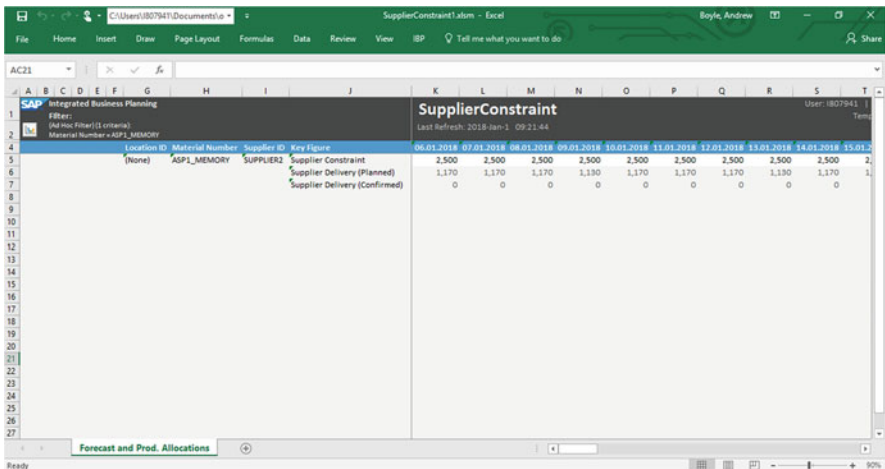 C:\Users\I807941\Documents\o
SupplierConstraint1.xlsm - Excel
Boyle, Andrew
File Home Insert Draw Page Layout Formulas Data Review View IBP Tell me what you want to do Share
AC21 fx
A B C D E F G H I J K L M N O P Q R S T
1 SAP Integrated Business Planning SupplierConstraint User: I807941 |
Filter: Temp
(Ad Hoc Filter) (1 criteria): Last Refresh: 2018-Jan-1 09:21:44
2 Material Number = ASP1_MEMORY
4 Location ID Material Number Supplier ID Key Figure 06.01.2018 07.01.2018 08.01.2018 09.01.2018 10.01.2018 11.01.2018 12.01.2018 13.01.2018 14.01.2018 15.01.2
5 (None) ASP1_MEMORY SUPPLIER2 Supplier Constraint 2,500 2,500 2,500 2,500 2,500 2,500 2,500 2,500 2,500 2,
6 Supplier Delivery (Planned) 1,170 1,170 1,170 1,130 1,170 1,170 1,170 1,130 1,170 1,
7 Supplier Delivery (Confirmed) 0 0 0 0 0 0 0 0 0
8
9
10
11
12
13
14
15
16
17
18
19
20
21
22
23
24
25
26
27
Forecast and Prod. Allocations
Ready 90%